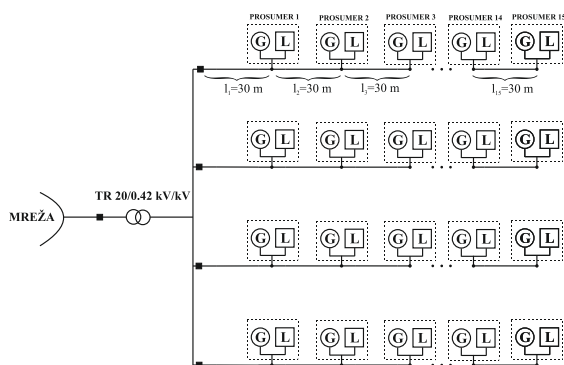 PROSUMER 1 PROSUMER 2 PROSUMER 3 PROSUMER 14 PROSUMER 15
G L G L G L G L G L
l1=30 m l2=30 m l3=30 m l15=30 m
G L G L G L G L G L
TR 20/0.42 kV/kV
MREŽA
G L G L G L G L G L
G L G L G L G L G L